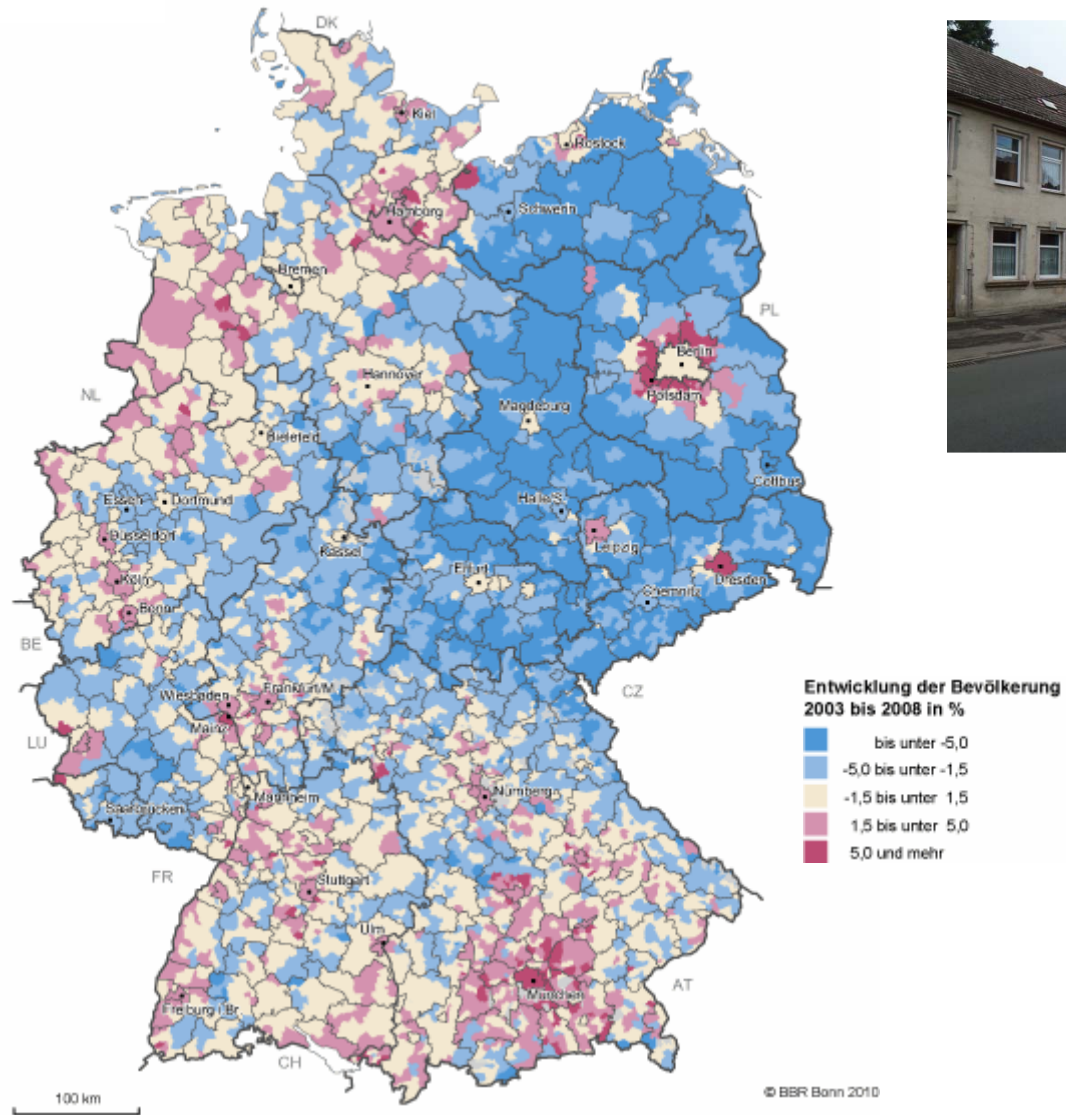 DK
Kiel
Rostock
Schwerin
Hamburg
Bremen
PL
Berlin
Hannover
Potsdam
NL
Magdeburg
Bielefeld
Cottbus
Essen
Dortmund
Halle/S.
Düsseldorf
Leipzig
Kassel
Erfurt
Dresden
Köln
Chemnitz
Bonn
BE
Wiesbaden
Frankfurt/M.
CZ
Mainz
LU
Nürnberg
Mannheim
Saarbrücken
FR
Stuttgart
Ulm
München
AT
Freiburg i.Br.
CH
Entwicklung der Bevölkerung
2003 bis 2008 in %
bis unter -5,0
-5,0 bis unter -1,5
-1,5 bis unter 1,5
1,5 bis unter 5,0
5,0 und mehr
100 km
© BBR Bonn 2010